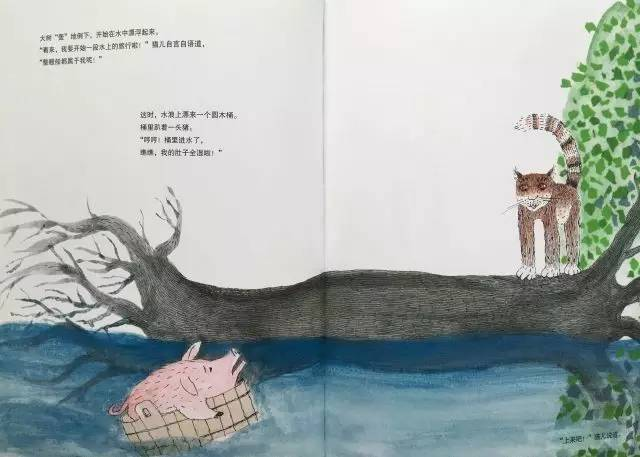 大树“轰”地倒下，开始在水中漂浮起来。
“看来，我要开始一段水上的旅行啦！”猫儿自言自语道，
“整艘船都属于我呢！”
这时，水浪上漂来一个圆木桶。
桶里趴着一头猪。
“哼哼！桶里进水了，
瞧瞧，我的肚子全湿啦！”
“上来吧！”猫儿说道。